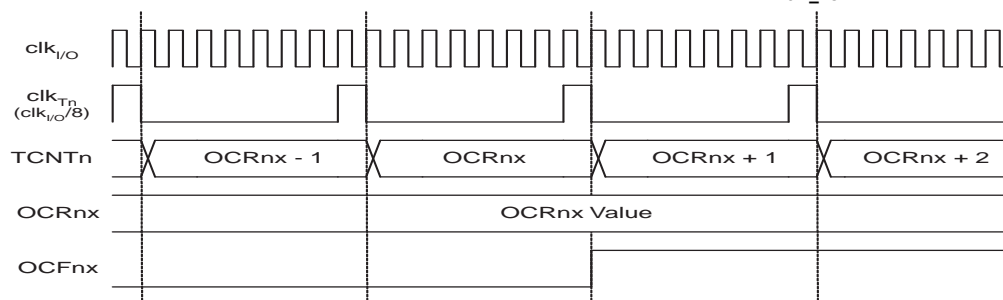 clkI/O
clkTn
(clkI/O/8)
TCNTn
OCRnx - 1
OCRnx
OCRnx + 1
OCRnx + 2
OCRnx
OCRnx Value
OCFnx